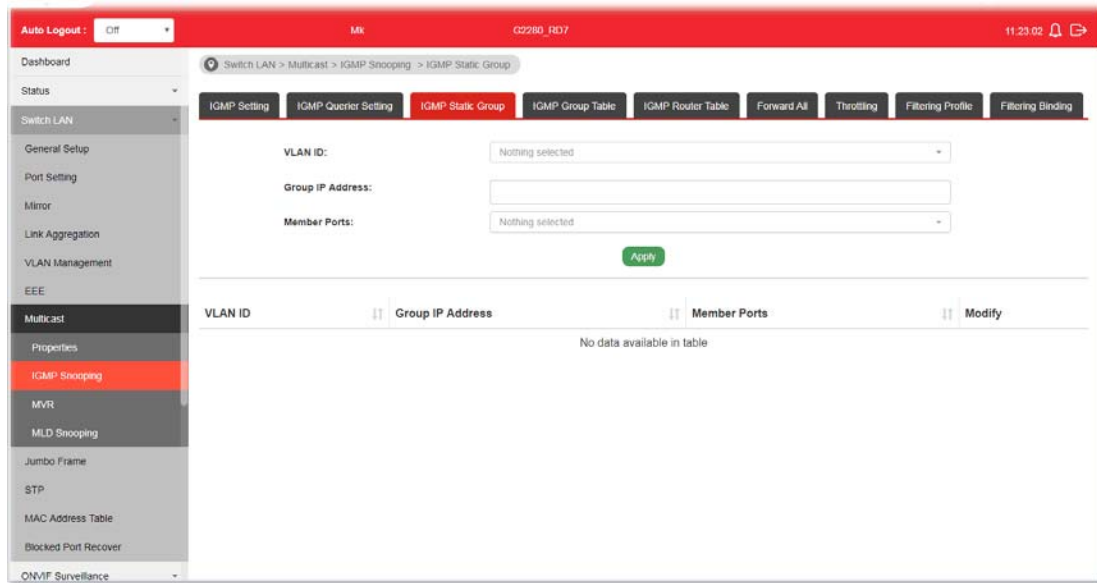 Auto Logout : Off Mk G2280_RD7 11:23:02
Dashboard
Status
Switch LAN
General Setup
Port Setting
Mirror
Link Aggregation
VLAN Management
EEE
Multicast
Properties
IGMP Snooping
MVR
MLD Snooping
Jumbo Frame
STP
MAC Address Table
Blocked Port Recover
ONVIF Surveillance
Switch LAN > Multicast > IGMP Snooping > IGMP Static Group
IGMP Setting IGMP Querier Setting IGMP Static Group IGMP Group Table IGMP Router Table Forward All Throttling Filtering Profile Filtering Binding
VLAN ID: Nothing selected
Group IP Address:
Member Ports: Nothing selected
Apply
VLAN ID Group IP Address Member Ports Modify
No data available in table